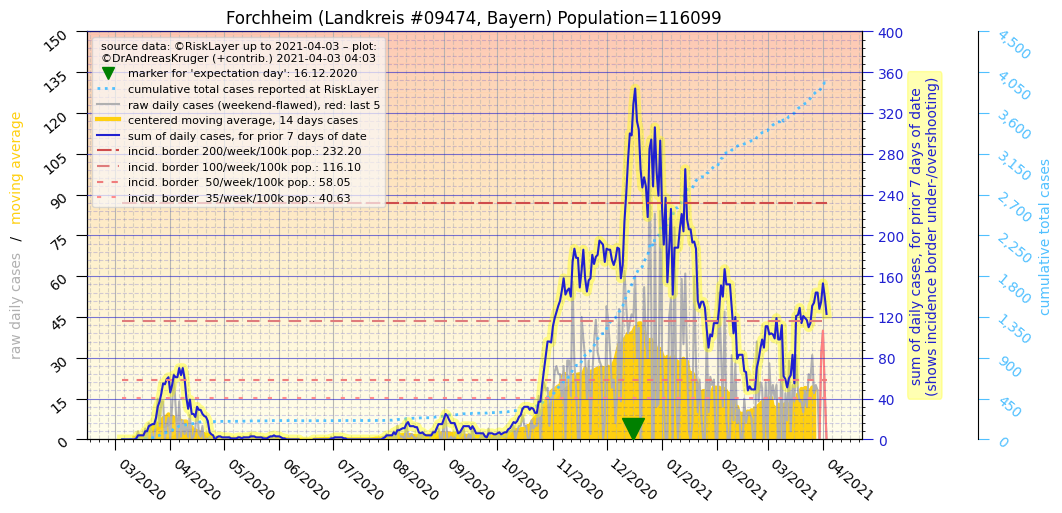 Forchheim (Landkreis #09474, Bayern) Population=116099
source data: ©RiskLayer up to 2021-04-03 – plot:
©DrAndreasKruger (+contrib.) 2021-04-03 04:03
marker for 'expectation day': 16.12.2020
cumulative total cases reported at RiskLayer
raw daily cases (weekend-flawed), red: last 5
centered moving average, 14 days cases
sum of daily cases, for prior 7 days of date
incid. border 200/week/100k pop.: 232.20
incid. border 100/week/100k pop.: 116.10
incid. border  50/week/100k pop.: 58.05
incid. border  35/week/100k pop.: 40.63
raw daily cases  /  moving average
150
135
120
105
90
75
60
45
30
15
0
03/2020
04/2020
05/2020
06/2020
07/2020
08/2020
09/2020
10/2020
11/2020
12/2020
01/2021
02/2021
03/2021
04/2021
400
360
320
280
240
200
160
120
80
40
0
sum of daily cases, for prior 7 days of date
(shows incidence border under-/overshooting)
4,500
4,050
3,600
3,150
2,700
2,250
1,800
1,350
900
450
0
cumulative total cases